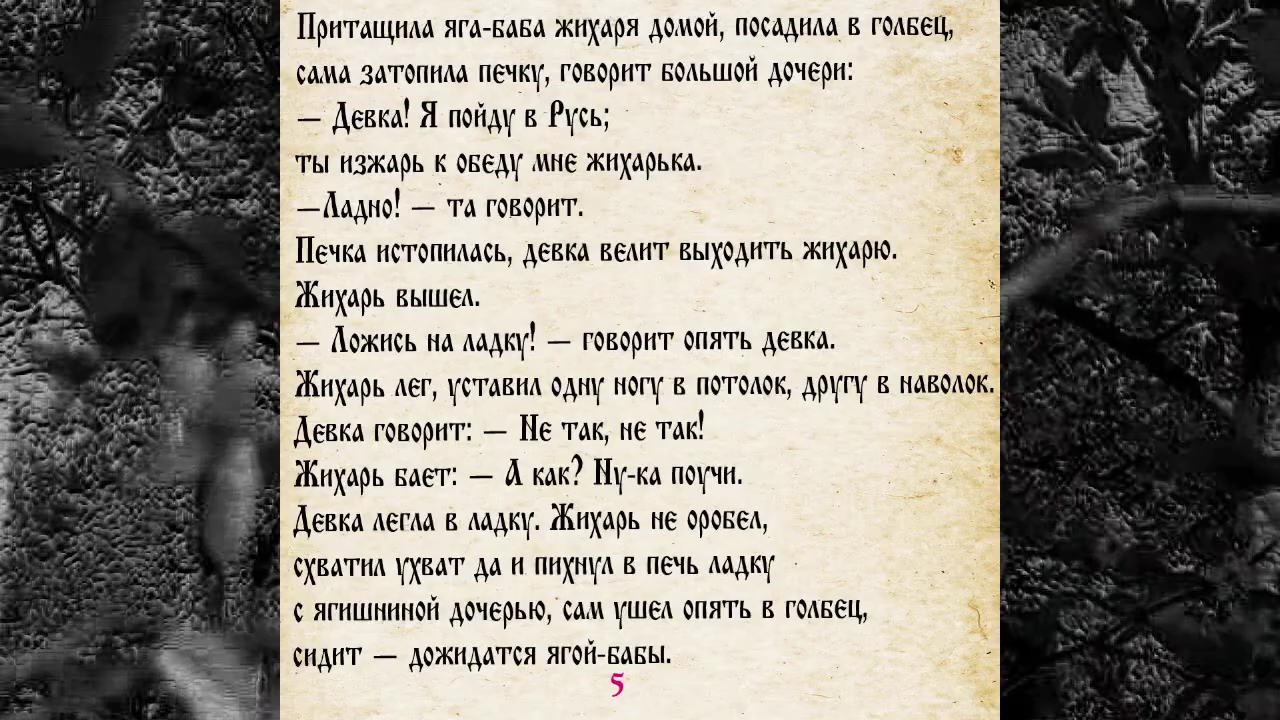 Притащила яга-баба жихаря домой, посадила в голбец,
сама затопила печку, говорит большой дочери:
— Девка! Я пойду в Русь;
ты изжарь к обеду мне жихарька.
—Ладно! — та говорит.
Печка истопилась, девка велит выходить жихарю.
Жихарь вышел.
— Ложись на ладку! — говорит опять девка.
Жихарь лег, уставил одну ногу в потолок, другу в наволок.
Девка говорит: — Не так, не так!
Жихарь бает: — А как? Ну-ка поучи.
Девка легла в ладку. Жихарь не оробел,
схватил ухват да и пихнул в печь ладку
с ягишниной дочерью, сам ушел опять в голбец,
сидит — дожидатся ягой-бабы.
5